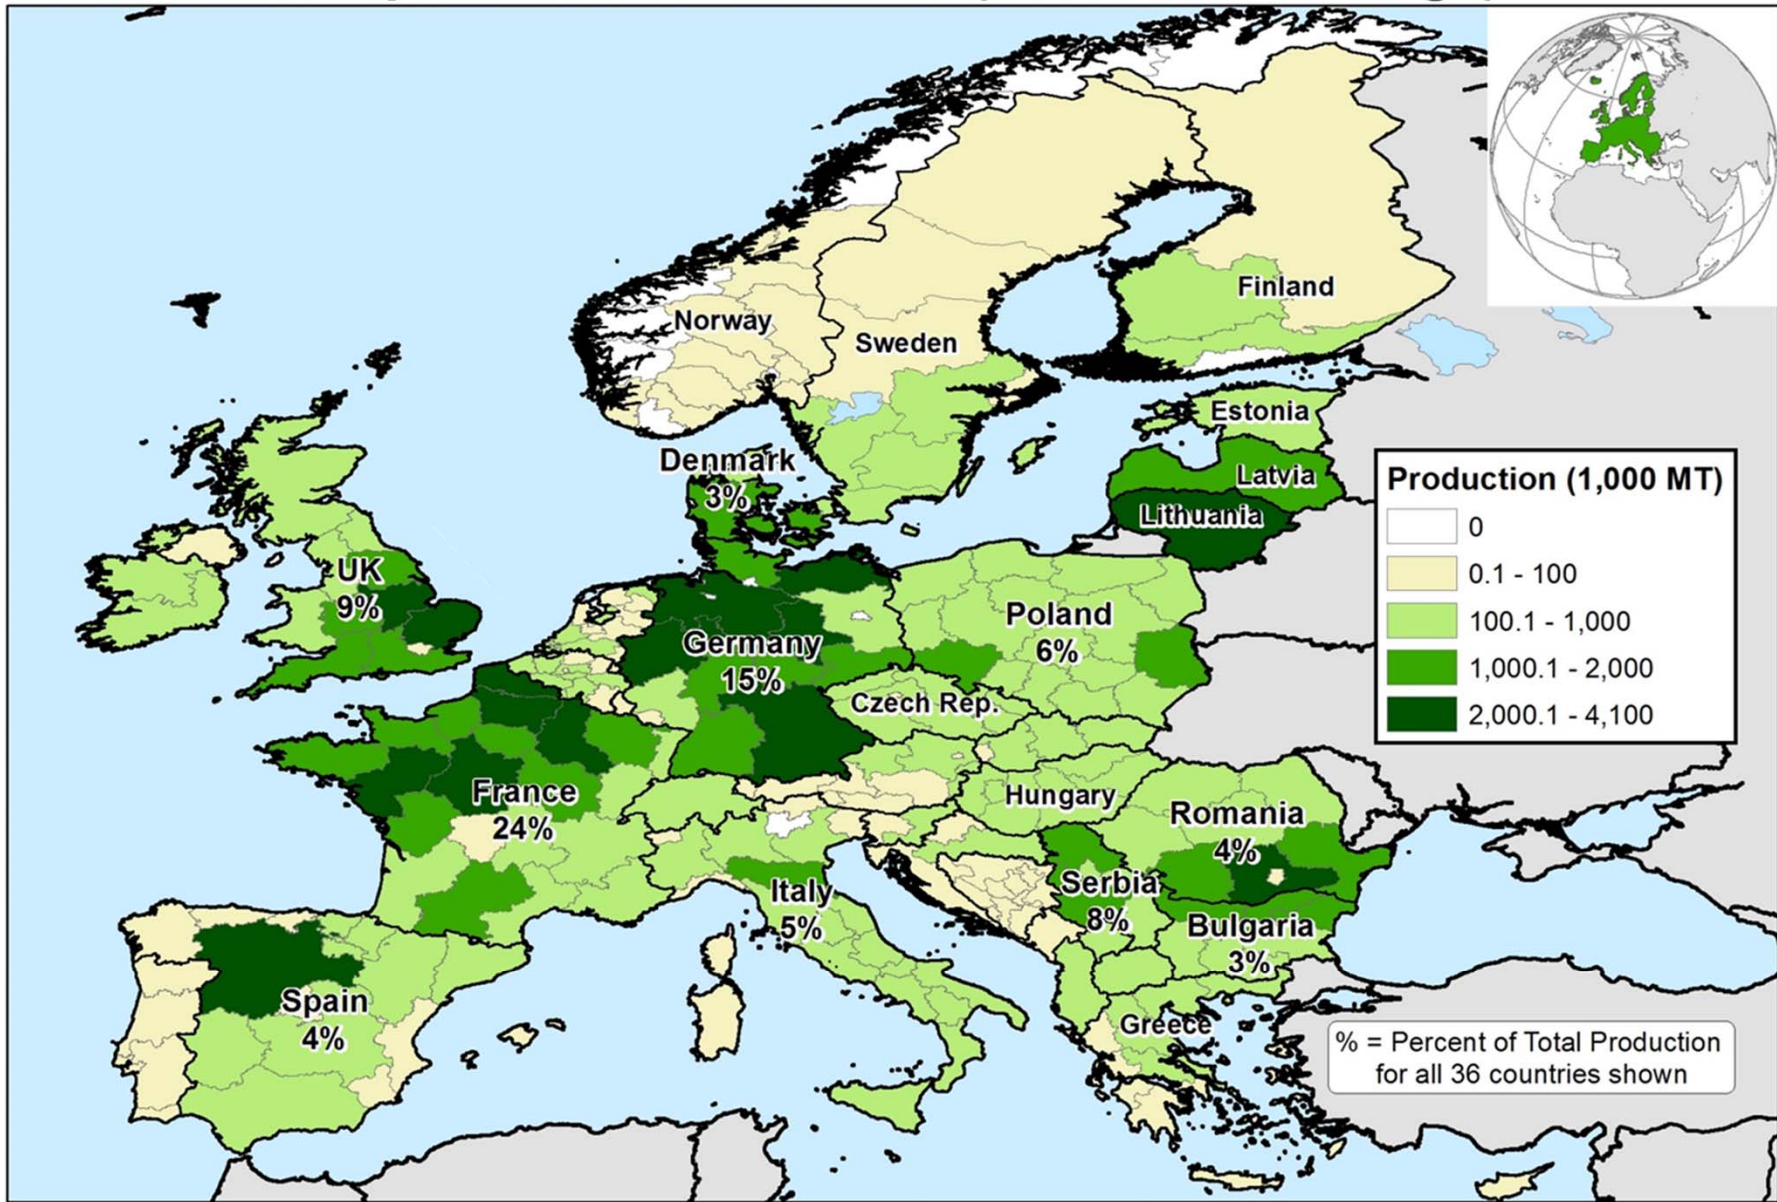 Norway
Sweden
Finland
Estonia
Latvia
Lithuania
Denmark
3%
UK
9%
Germany
15%
Poland
6%
Czech Rep.
France
24%
Hungary
Romania
4%
Italy
5%
Serbia
8%
Bulgaria
3%
Spain
4%
Greece
Production (1,000 MT)
0
0.1 - 100
100.1 - 1,000
1,000.1 - 2,000
2,000.1 - 4,100
% = Percent of Total Production
for all 36 countries shown